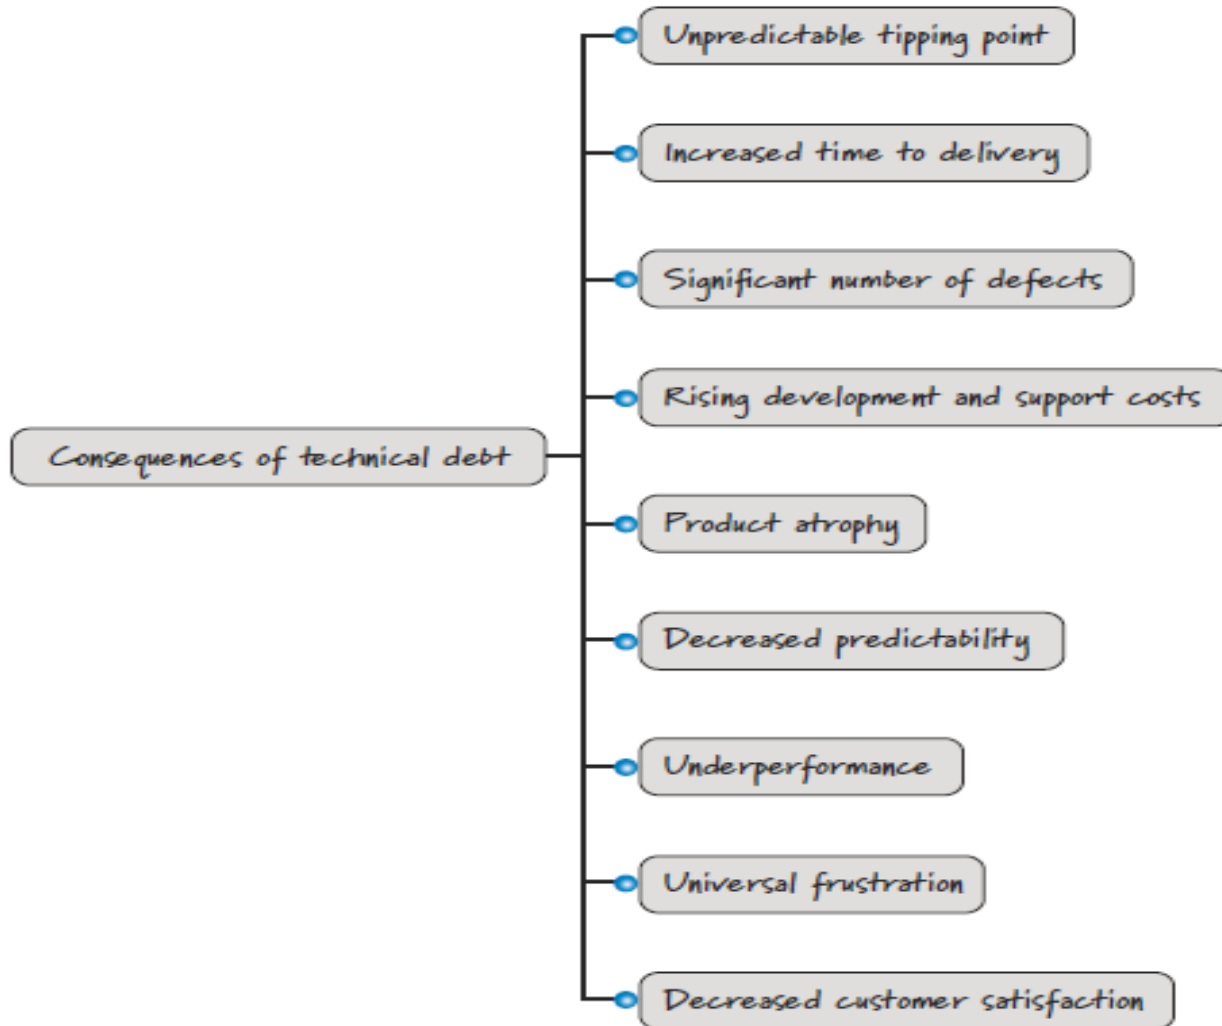 Unpredictable tipping point
Increased time to delivery
Significant number of defects
Rising development and support costs
Consequences of technical debt
Product atrophy
Decreased predictability
Underperformance
Universal frustration
Decreased customer satisfaction